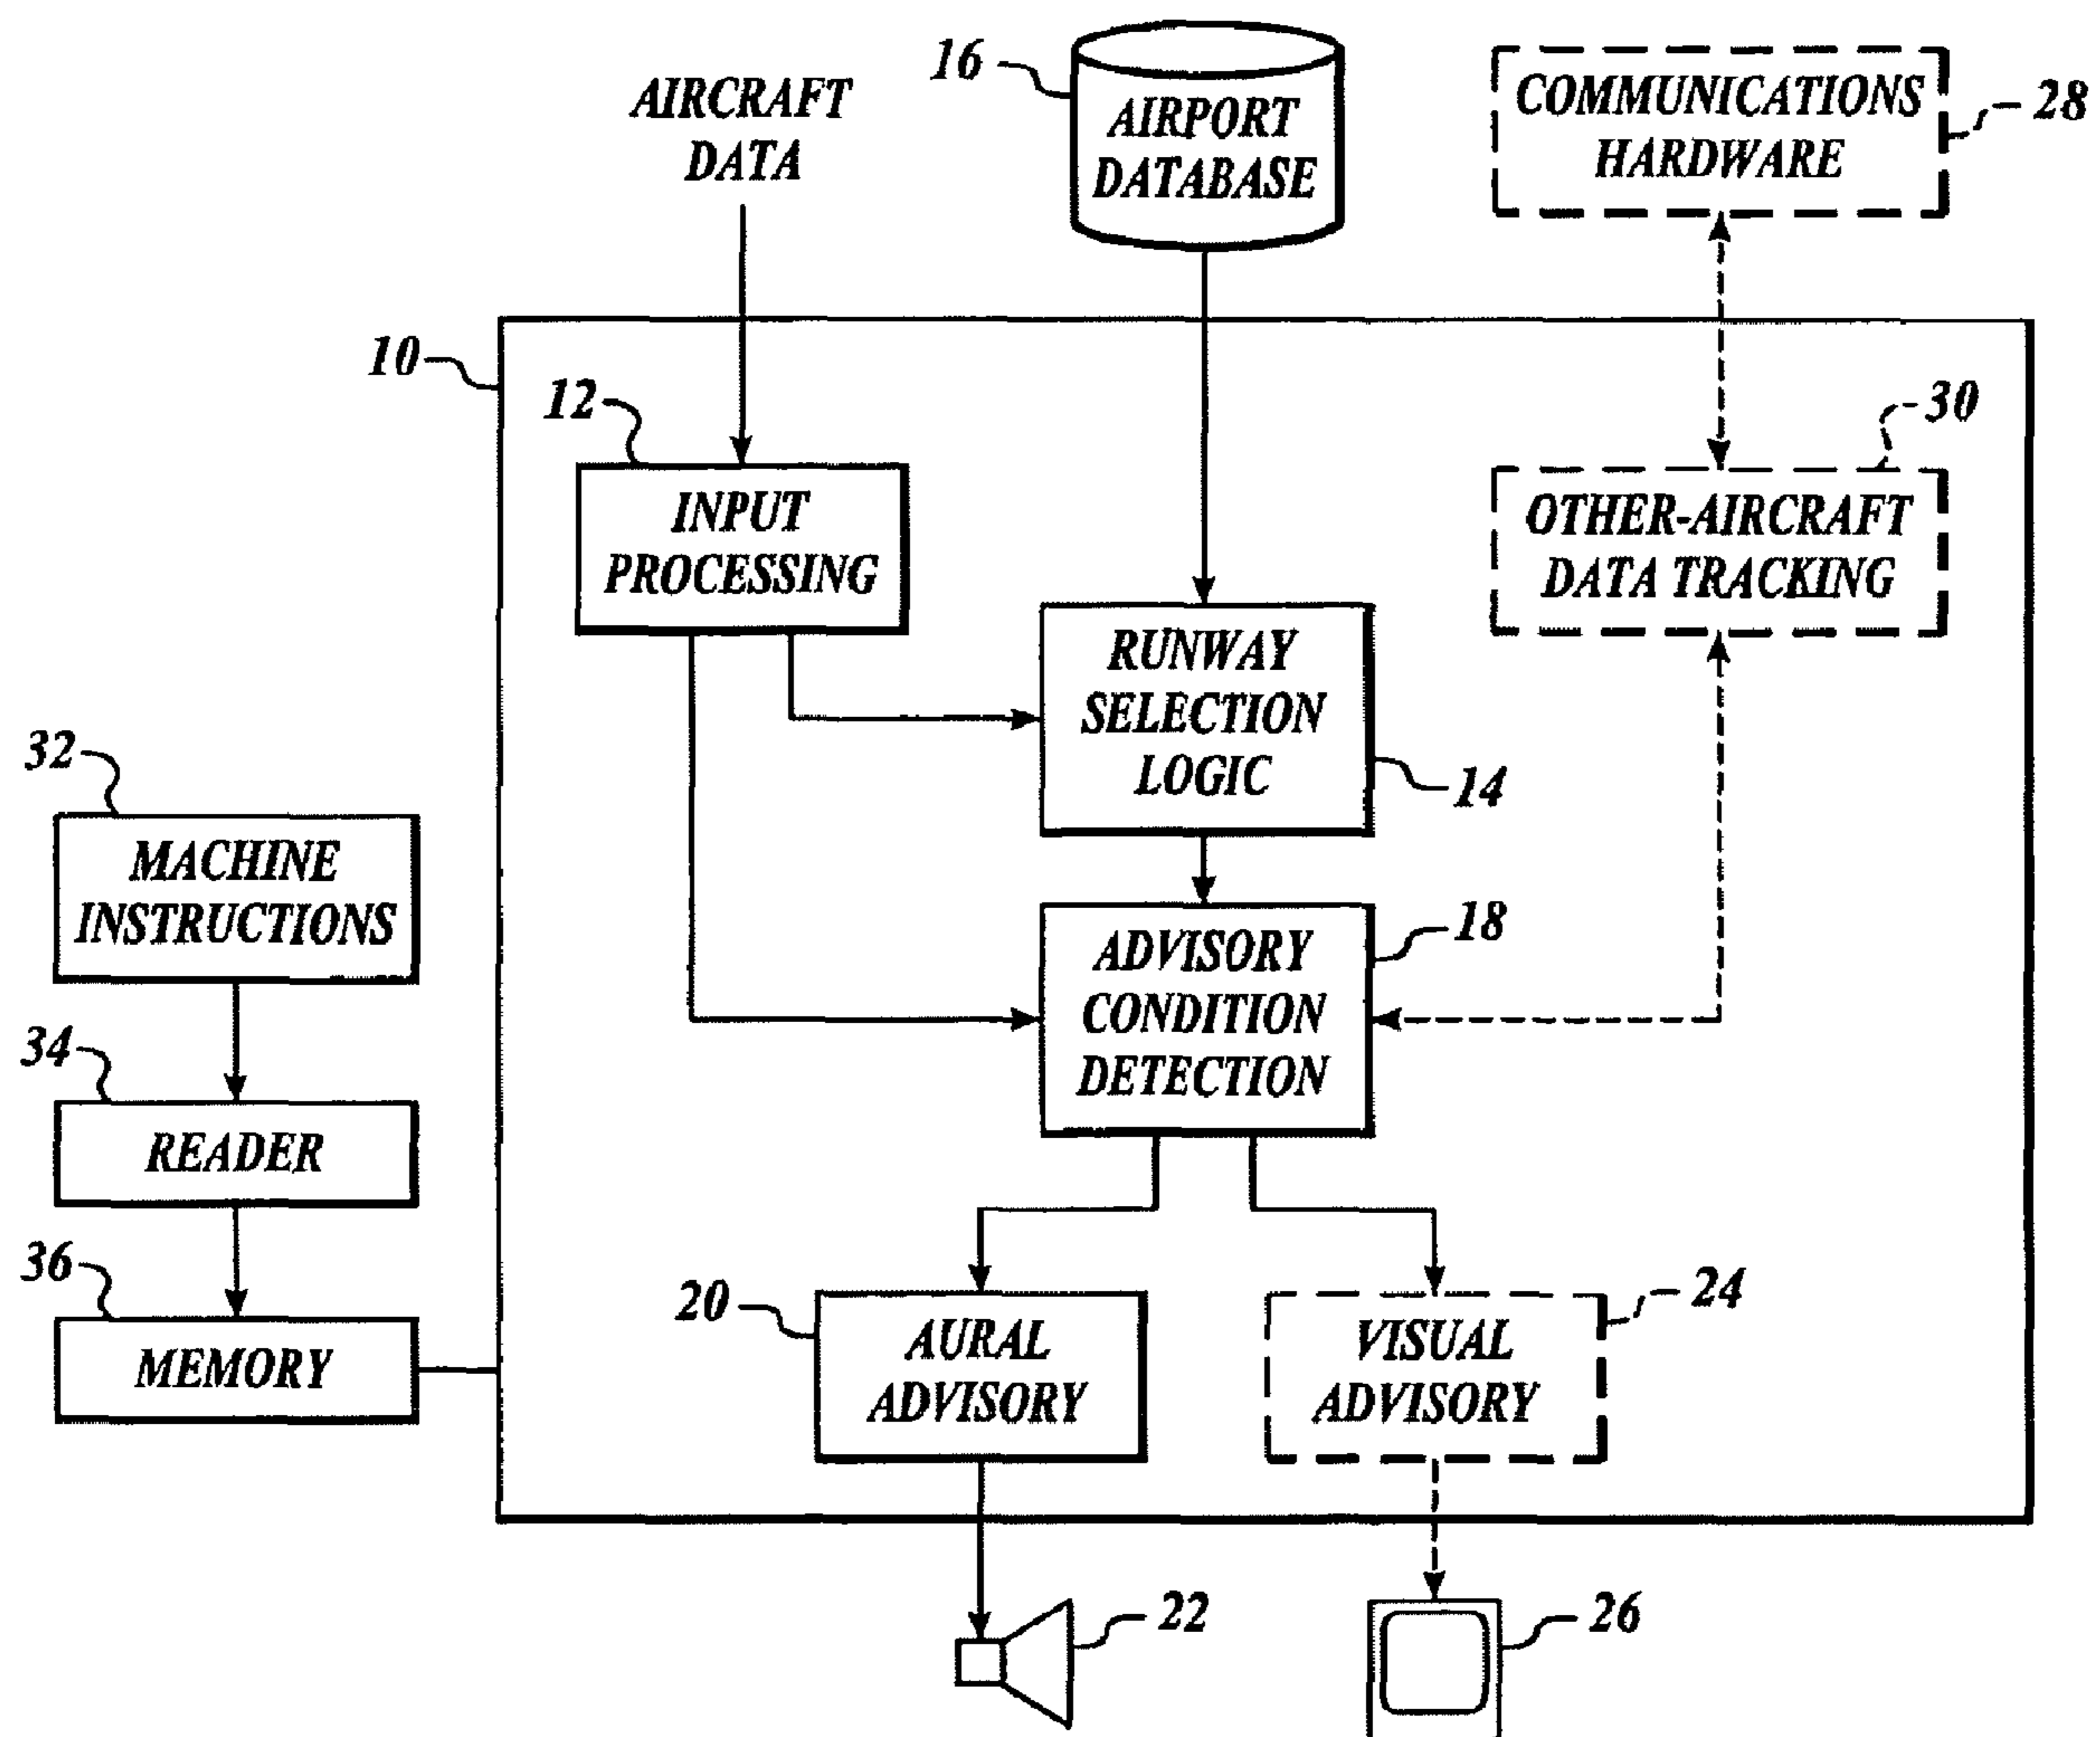 AIRCRAFT
DATA
16
AIRPORT
DATABASE
COMMUNICATIONS
HARDWARE
28
10
12
INPUT
PROCESSING
30
OTHER-AIRCRAFT
DATA TRACKING
RUNWAY
SELECTION
LOGIC
14
32
MACHINE
INSTRUCTIONS
18
ADVISORY
CONDITION
DETECTION
34
READER
36
MEMORY
20
AURAL
ADVISORY
24
VISUAL
ADVISORY
22
26